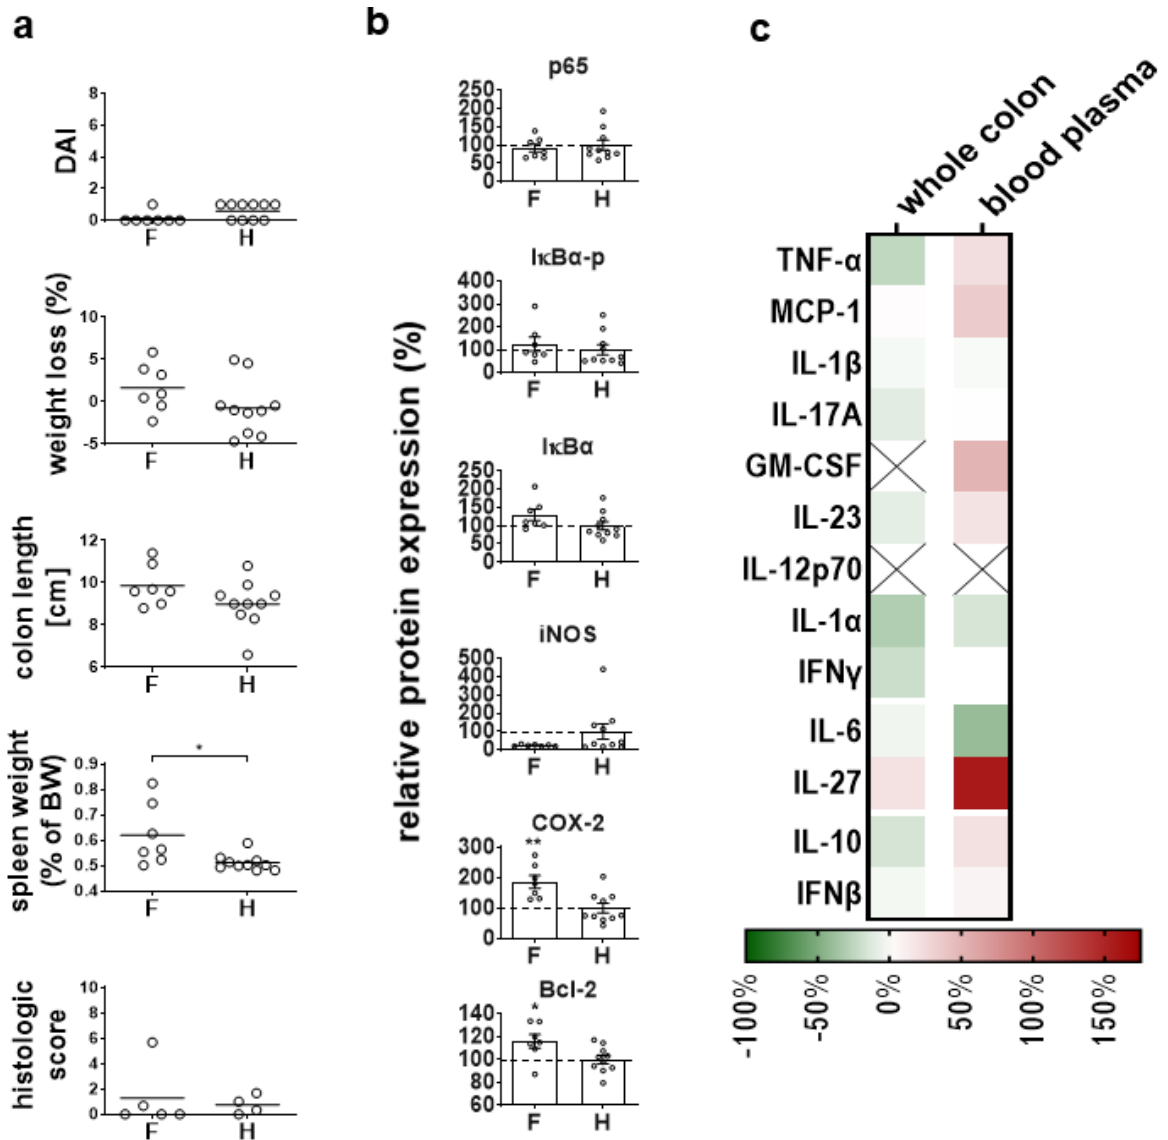 a
8
6
4
2
0
DAI
F
H
10
5
0
-5
weight loss (%)
F
H
12
10
8
6
colon length
[cm]
F
H
*
0.9
0.8
0.7
0.6
0.5
0.4
spleen weight
(% of BW)
F
H
10
8
6
4
2
0
histologic
score
F
H
b
relative protein expression (%)
p65
250
200
150
100
50
0
F
H
IκBα-p
400
300
200
100
0
F
H
IκBα
250
200
150
100
50
0
F
H
iNOS
500
400
300
200
100
0
F
H
COX-2
**
300
200
100
0
F
H
Bcl-2
*
140
120
100
80
60
F
H
c
whole colon
blood plasma
TNF-α
MCP-1
IL-1β
IL-17A
GM-CSF
IL-23
IL-12p70
IL-1α
IFNγ
IL-6
IL-27
IL-10
IFNβ
-100%
-50%
0%
50%
100%
150%